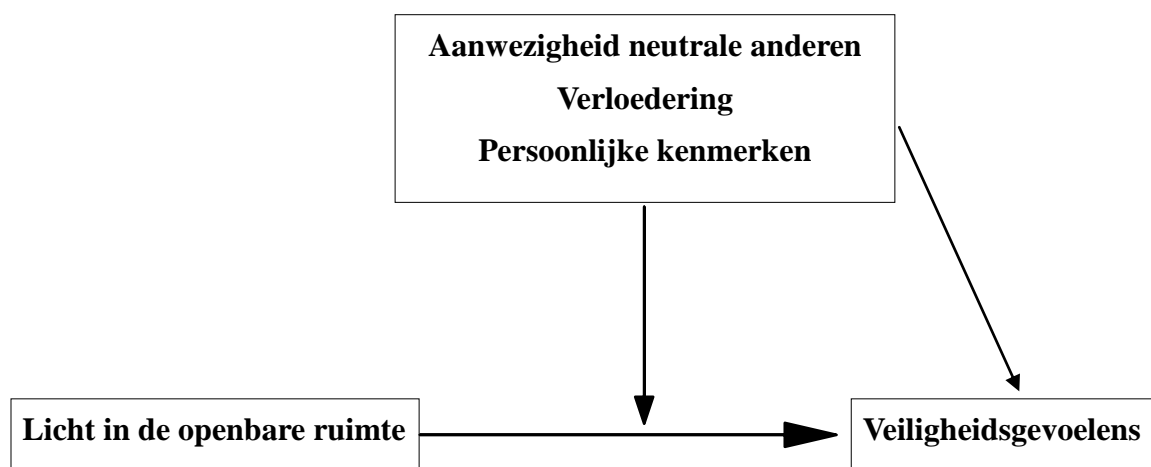 Aanwezigheid neutrale anderen
Verloedering
Persoonlijke kenmerken
Licht in de openbare ruimte
Veiligheidsgevoelens